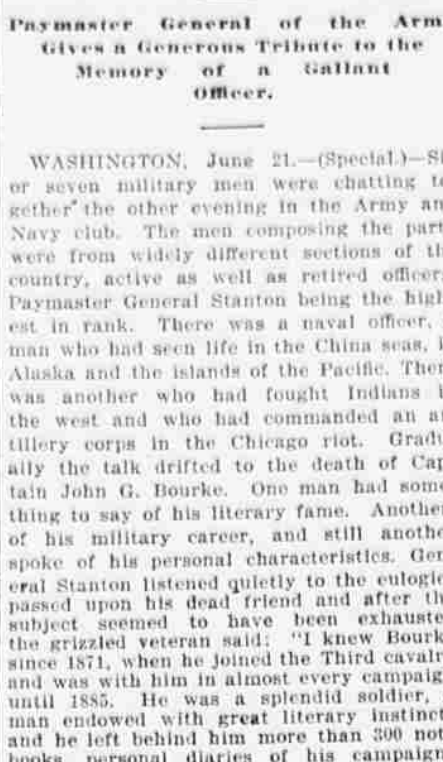 Paymaster General of the Arm
Gives a Generous Tribute to the
Memory of a Gallant
Officer.
WASHINGTON, June 21.—(Special.)—Si
or seven military men were chatting to
gether the other evening in the Army an
Navy club. The men composing the part
were from widely different sections of th
country, active as well as retired officer
Paymaster General Stanton being the high
est in rank. There was a naval officer,
man who had seen life in the China seas, i
Alaska and the islands of the Pacific. Ther
was another who had fought Indians i
the west and who had commanded an ar
tillery corps in the Chicago riot. Gradu
ally the talk drifted to the death of Cap
tain John G. Bourke. One man had some
thing to say of his literary fame. Another
of his military career, and still anothe
spoke of his personal characteristics. Gen
eral Stanton listened quietly to the eulogie
passed upon his dead friend and after th
subject seemed to have been exhauste
the grizzled veteran said: "I knew Bourk
since 1871, when he joined the Third cavalr
and was with him in almost every campaig
until 1885. He was a splendid soldier,
man endowed with great literary instinct
and he left behind him more than 300 not
books, personal diaries of his campaign